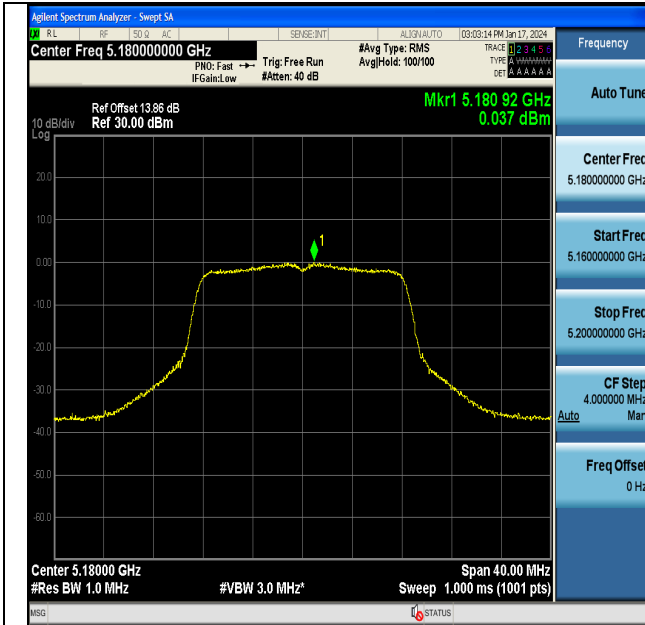 Agilent Spectrum Analyzer - Swept SA
LXI RL RF 50 Ω AC SENSE:INT ALIGN AUTO 03:03:14 PM Jan 17, 2024
Center Freq 5.180000000 GHz
PNO: Fast
IFGain:Low
Trig: Free Run
#Atten: 40 dB
#Avg Type: RMS
Avg|Hold: 100/100
TRACE 1 2 3 4 5 6
TYPE A
DET A A A A A A
Mkr1 5.180 92 GHz
0.037 dBm
Ref Offset 13.86 dB
10 dB/div Ref 30.00 dBm
Log
1
20.0
10.0
0.00
-10.0
-20.0
-30.0
-40.0
-50.0
-60.0
Center 5.18000 GHz Span 40.00 MHz
#Res BW 1.0 MHz #VBW 3.0 MHz* Sweep 1.000 ms (1001 pts)
MSG STATUS
Frequency
Auto Tune
Center Freq
5.180000000 GHz
Start Freq
5.160000000 GHz
Stop Freq
5.200000000 GHz
CF Step
4.000000 MHz
Auto Man
Freq Offset
0 Hz